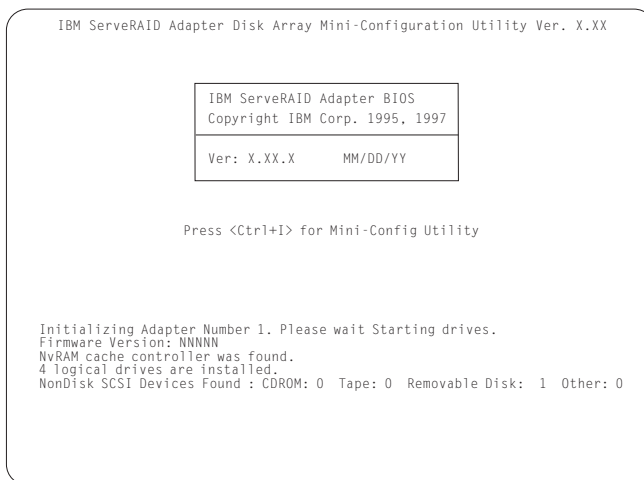 IBM ServeRAID Adapter Disk Array Mini-Configuration Utility Ver. X.XX
IBM ServeRAID Adapter BIOS
Copyright IBM Corp. 1995, 1997
Ver: X.XX.X MM/DD/YY
Press <Ctrl+I> for Mini-Config Utility
Initializing Adapter Number 1. Please wait Starting drives.
Firmware Version: NNNNN
NvRAM cache controller was found.
4 logical drives are installed.
NonDisk SCSI Devices Found : CDROM: 0 Tape: 0 Removable Disk: 1 Other: 0